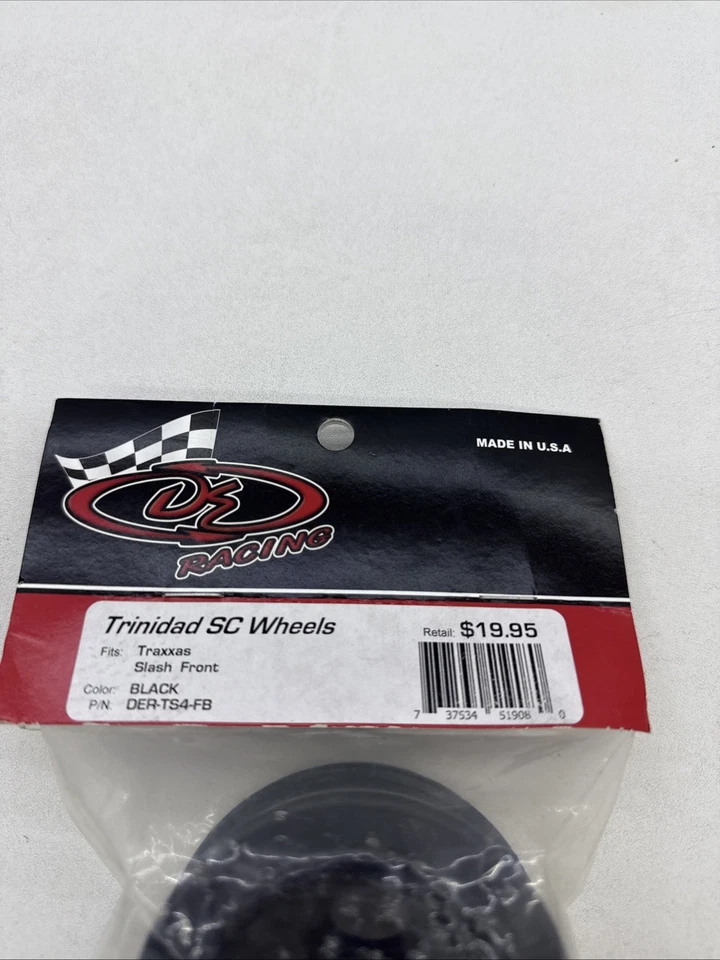 MADE IN U.S.A
DE
RACING
Trinidad SC Wheels
Fits: Traxxas
Slash Front
Color: BLACK
P/N: DER-TS4-FB
Retail: $19.95
7 37534 51908 0